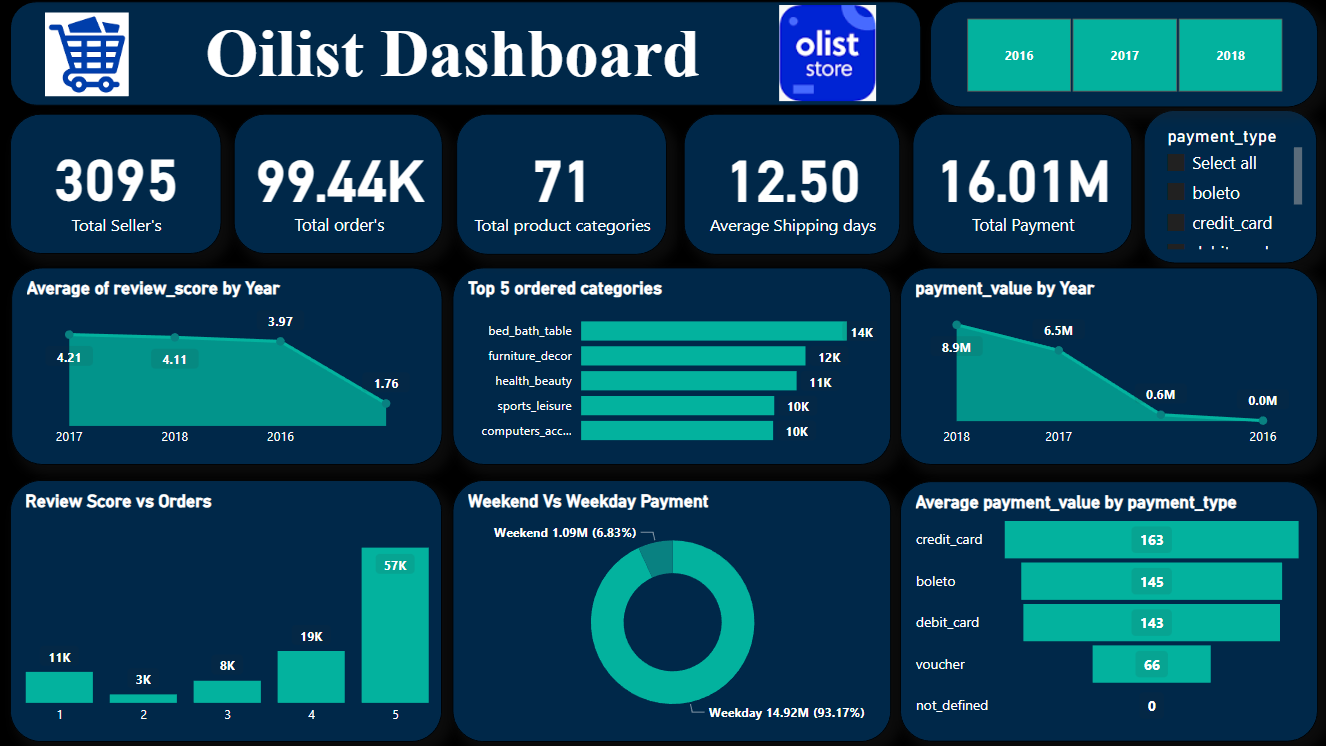 Oilist Dashboard
olist
store
2016
2017
2018
3095
Total Seller's
99.44K
Total order's
71
Total product categories
12.50
Average Shipping days
16.01M
Total Payment
payment_type
Select all
boleto
credit_card
Average of review_score by Year
4.21
4.11
3.97
1.76
2017
2018
2016
Top 5 ordered categories
bed_bath_table 14K
furniture_decor 12K
health_beauty 11K
sports_leisure 10K
computers_acc... 10K
payment_value by Year
8.9M
6.5M
0.6M
0.0M
2018
2017
2016
Review Score vs Orders
11K
3K
8K
19K
57K
1
2
3
4
5
Weekend Vs Weekday Payment
Weekend 1.09M (6.83%)
Weekday 14.92M (93.17%)
Average payment_value by payment_type
credit_card 163
boleto 145
debit_card 143
voucher 66
not_defined 0